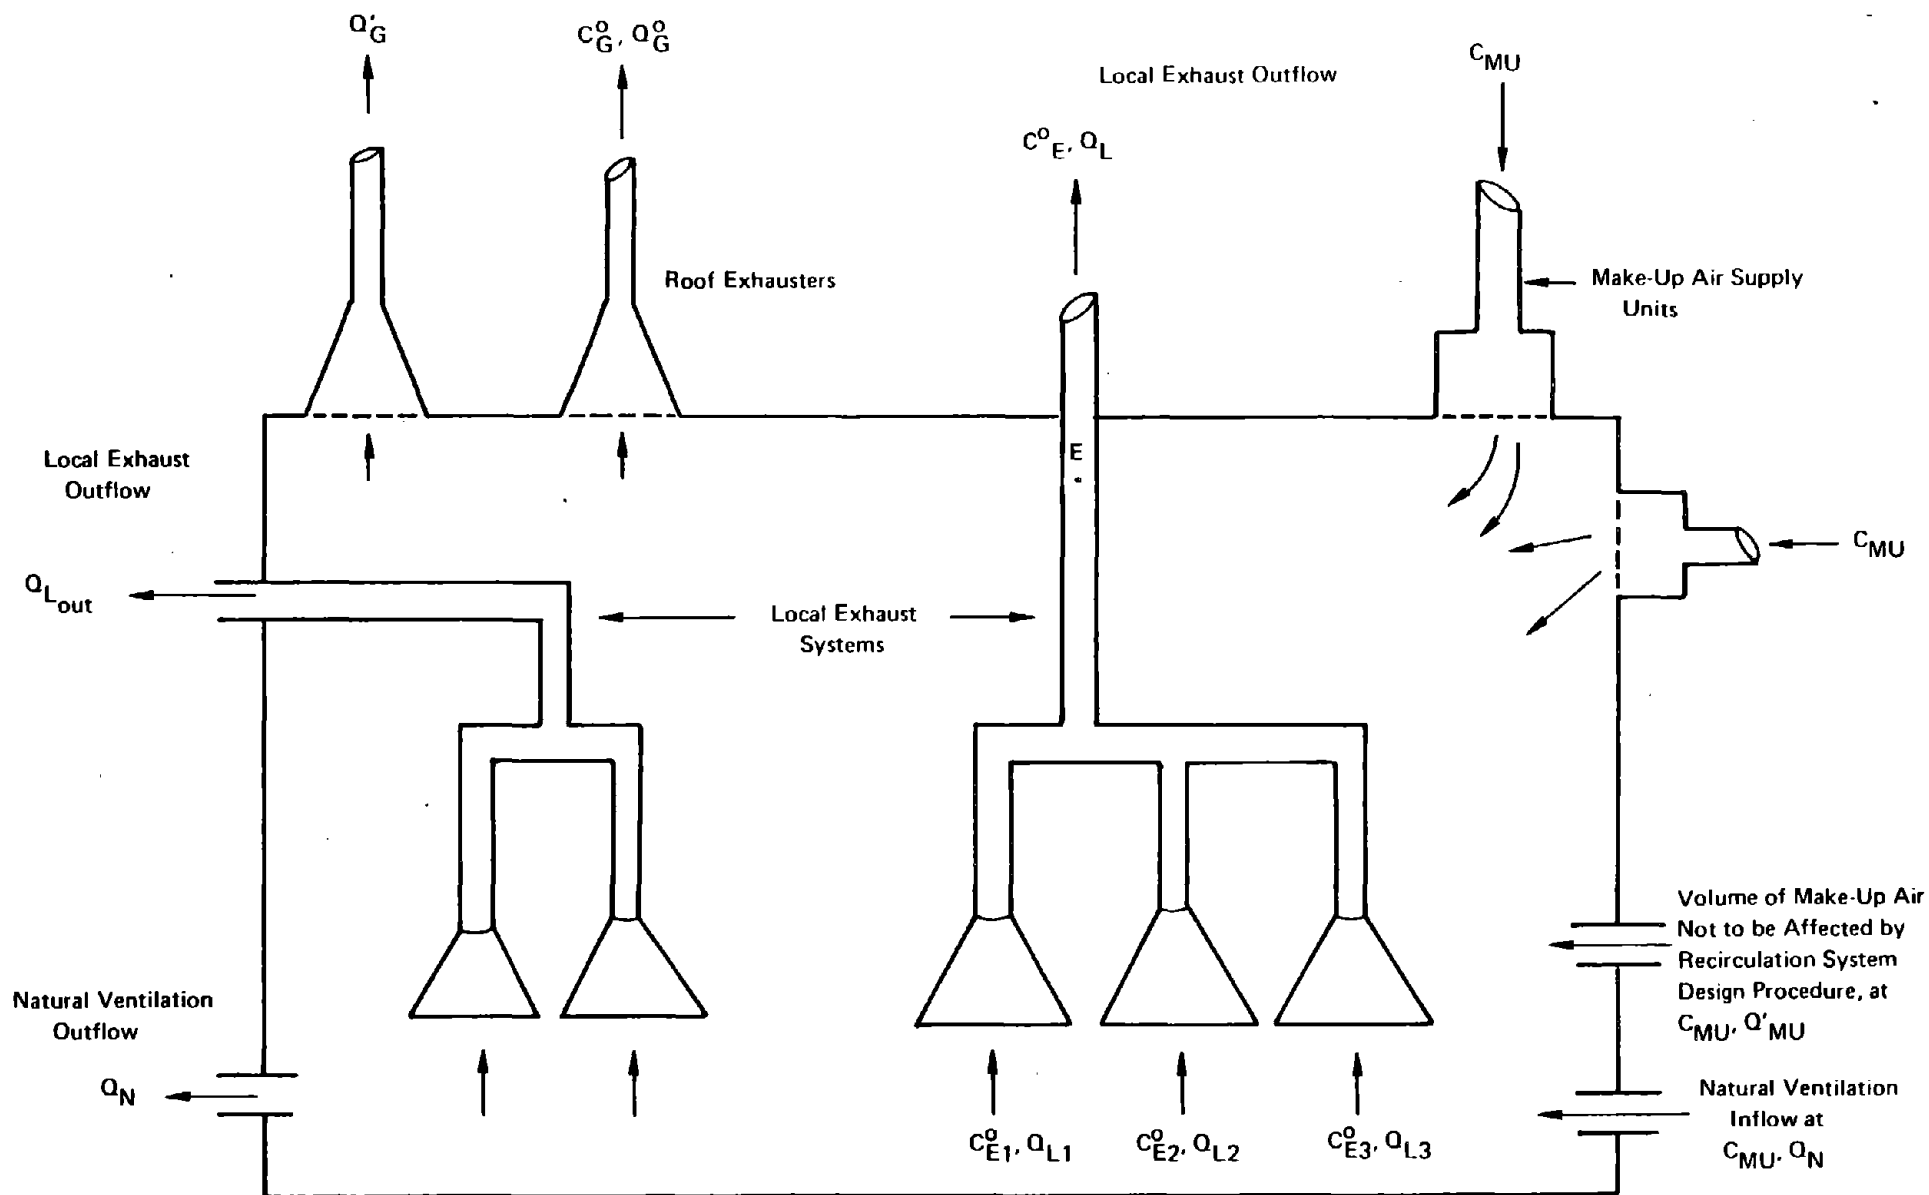 Q'G
C°G, Q°G
Local Exhaust Outflow
CMU
C°E, QL
Roof Exhausters
Make-Up Air Supply
Units
Local Exhaust
Outflow
E
CMU
QLout
Local Exhaust
Systems
Volume of Make-Up Air
Not to be Affected by
Recirculation System
Design Procedure, at
CMU, Q'MU
Natural Ventilation
Outflow
QN
Natural Ventilation
Inflow at
CMU, QN
C°E1, QL1
C°E2, QL2
C°E3, QL3